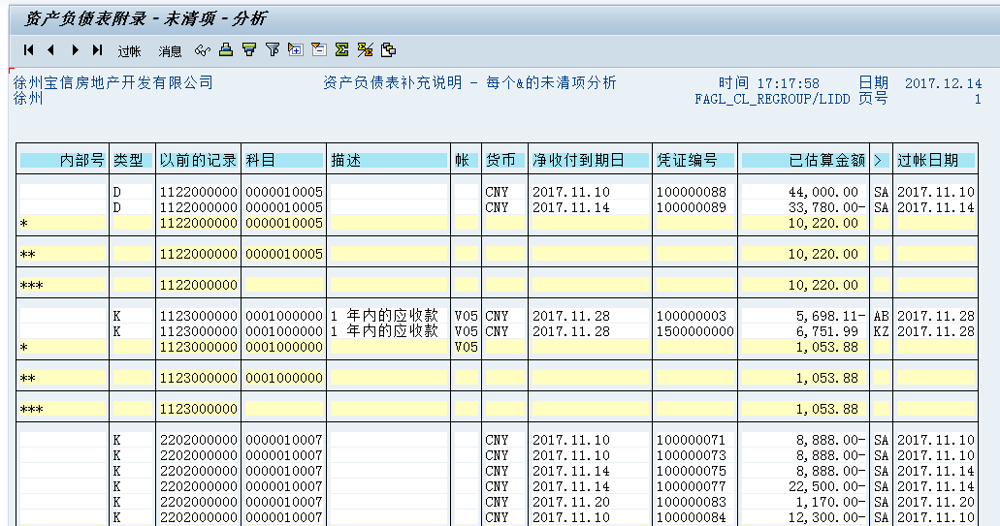 资产负债表附录 - 未清项 - 分析
过帐 消息
徐州宝信房地产开发有限公司 资产负债表补充说明 - 每个&的未清项分析 时间 17:17:58 日期 2017.12.14
徐州 FAGL_CL_REGROUP/LIDD 页号 1
内部号 类型 以前的记录 科目 描述 帐 货币 净收付到期日 凭证编号 已估算金额 > 过帐日期
D 1122000000 0000010005 CNY 2017.11.10 100000088 44,000.00 SA 2017.11.10
D 1122000000 0000010005 CNY 2017.11.14 100000089 33,780.00- SA 2017.11.14
* 1122000000 0000010005 10,220.00
** 1122000000 0000010005 10,220.00
*** 1122000000 10,220.00
K 1123000000 0001000000 1 年内的应收款 V05 CNY 2017.11.28 100000003 5,698.11- AB 2017.11.28
K 1123000000 0001000000 1 年内的应收款 V05 CNY 2017.11.28 1500000000 6,751.99 KZ 2017.11.28
* 1123000000 0001000000 V05 1,053.88
** 1123000000 0001000000 1,053.88
*** 1123000000 1,053.88
K 2202000000 0000010007 CNY 2017.11.10 100000071 8,888.00- SA 2017.11.10
K 2202000000 0000010007 CNY 2017.11.10 100000073 8,888.00- SA 2017.11.10
K 2202000000 0000010007 CNY 2017.11.14 100000075 8,888.00- SA 2017.11.14
K 2202000000 0000010007 CNY 2017.11.14 100000077 22,500.00- SA 2017.11.14
K 2202000000 0000010007 CNY 2017.11.20 100000083 1,170.00- SA 2017.11.20
K 2202000000 0000010007 CNY 2017.11.10 100000084 12,300.00- SA 2017.11.10